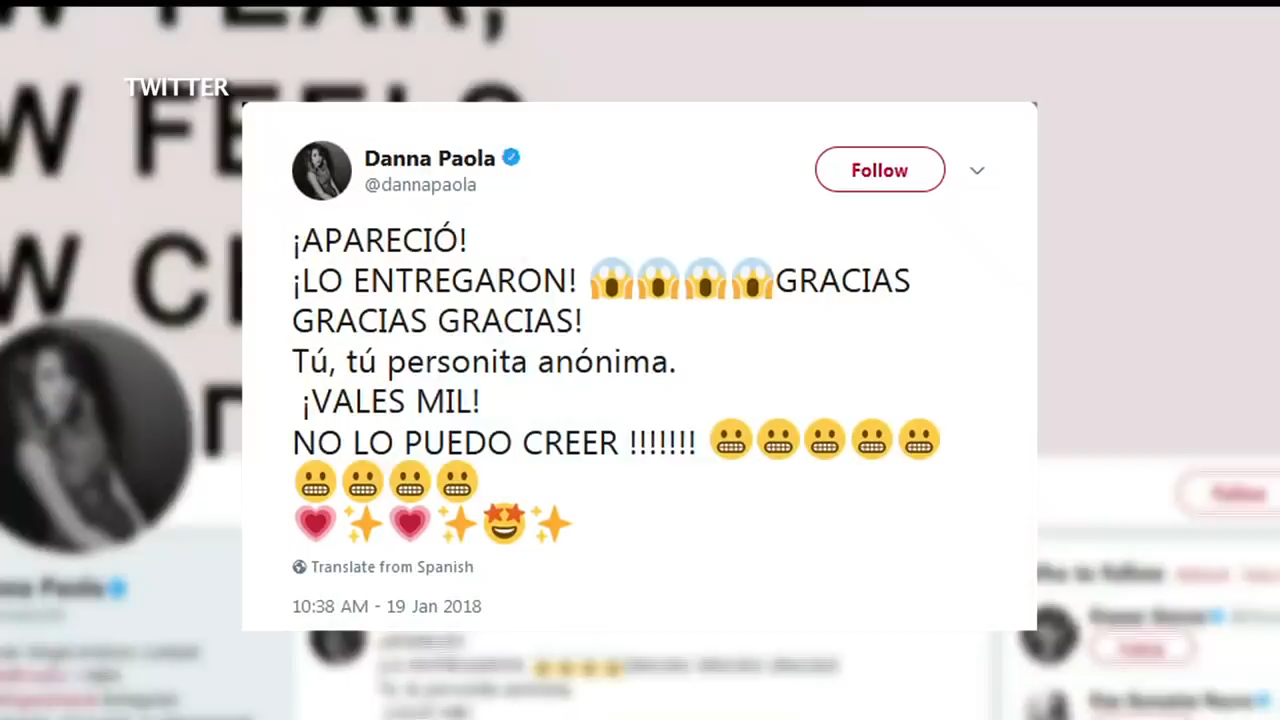 TWITTER
Danna Paola
@dannapaola
Follow
¡APARECIÓ!
¡LO ENTREGARON! 😱😱😱😱GRACIAS
GRACIAS GRACIAS!
Tú, tú personita anónima.
¡VALES MIL!
NO LO PUEDO CREER !!!!!!! 😬😬😬😬😬
😬😬😬😬
💗✨💗✨🤩✨
Translate from Spanish
10:38 AM - 19 Jan 2018